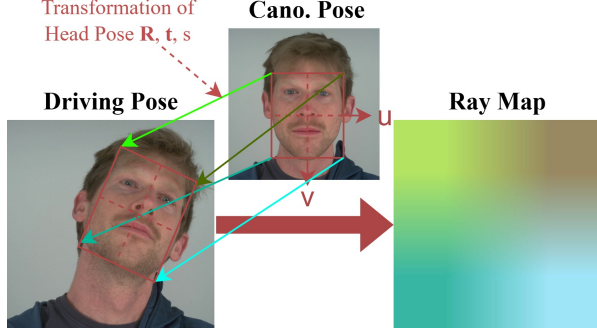 Transformation of
Head Pose R, t, s
Cano. Pose
Driving Pose
Ray Map
u
v